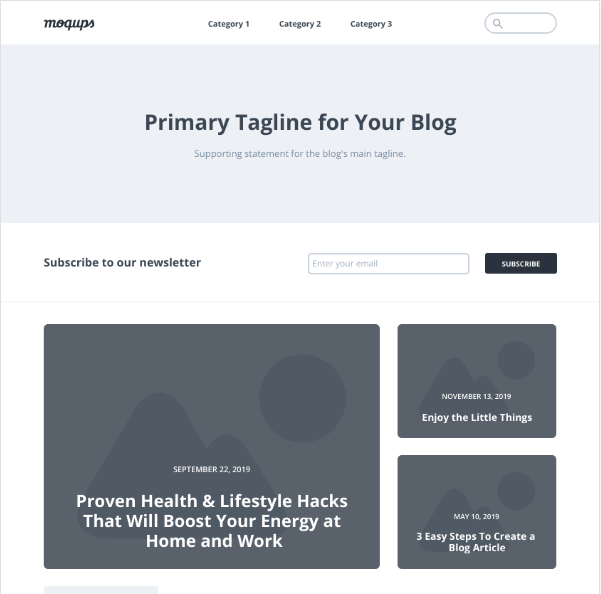 moqups
Category 1
Category 2
Category 3
Primary Tagline for Your Blog
Supporting statement for the blog's main tagline.
Subscribe to our newsletter
Enter your email
SUBSCRIBE
SEPTEMBER 22, 2019
Proven Health & Lifestyle Hacks
That Will Boost Your Energy at
Home and Work
NOVEMBER 13, 2019
Enjoy the Little Things
MAY 10, 2019
3 Easy Steps To Create a
Blog Article